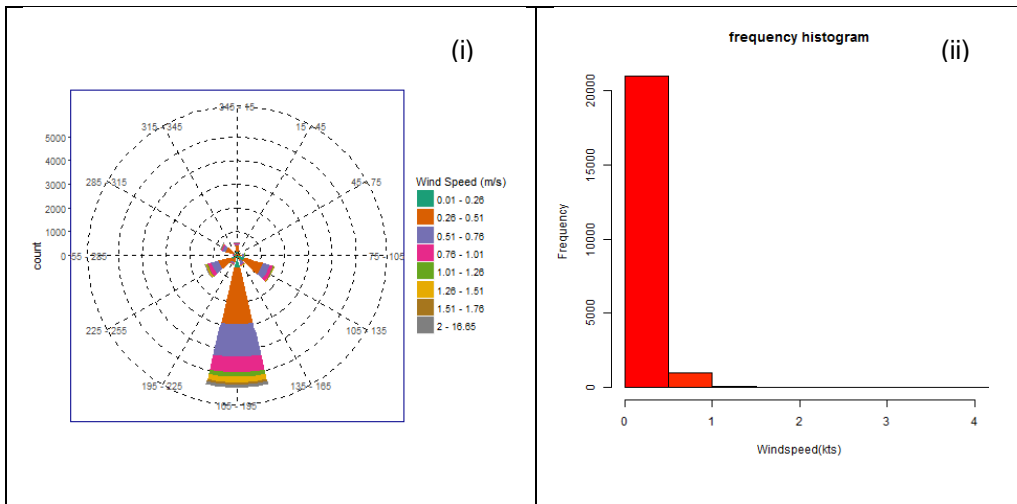 (i)
345 - 15
315 - 345
15 - 45
285 - 315
45 - 75
255 - 285
75 - 105
225 - 255
105 - 135
195 - 225
135 - 165
165 - 195
5000
4000
3000
2000
1000
0
count
Wind Speed (m/s)
0.01 - 0.26
0.26 - 0.51
0.51 - 0.76
0.76 - 1.01
1.01 - 1.26
1.26 - 1.51
1.51 - 1.76
2 - 16.65
frequency histogram
(ii)
20000
15000
10000
5000
0
Frequency
0 1 2 3 4
Windspeed(kts)